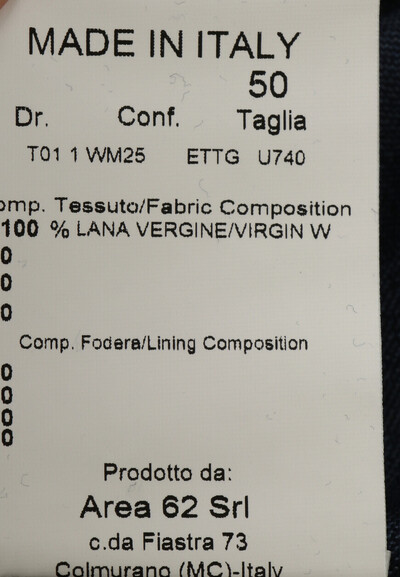 MADE IN ITALY
50
Dr. Conf. Taglia
T01 1 WM25 ETTG U740
omp. Tessuto/Fabric Composition
100 % LANA VERGINE/VIRGIN W
0
0
0
Comp. Fodera/Lining Composition
0
0
0
0
Prodotto da:
Area 62 Srl
c.da Fiastra 73
Colmurano (MC)-Italy